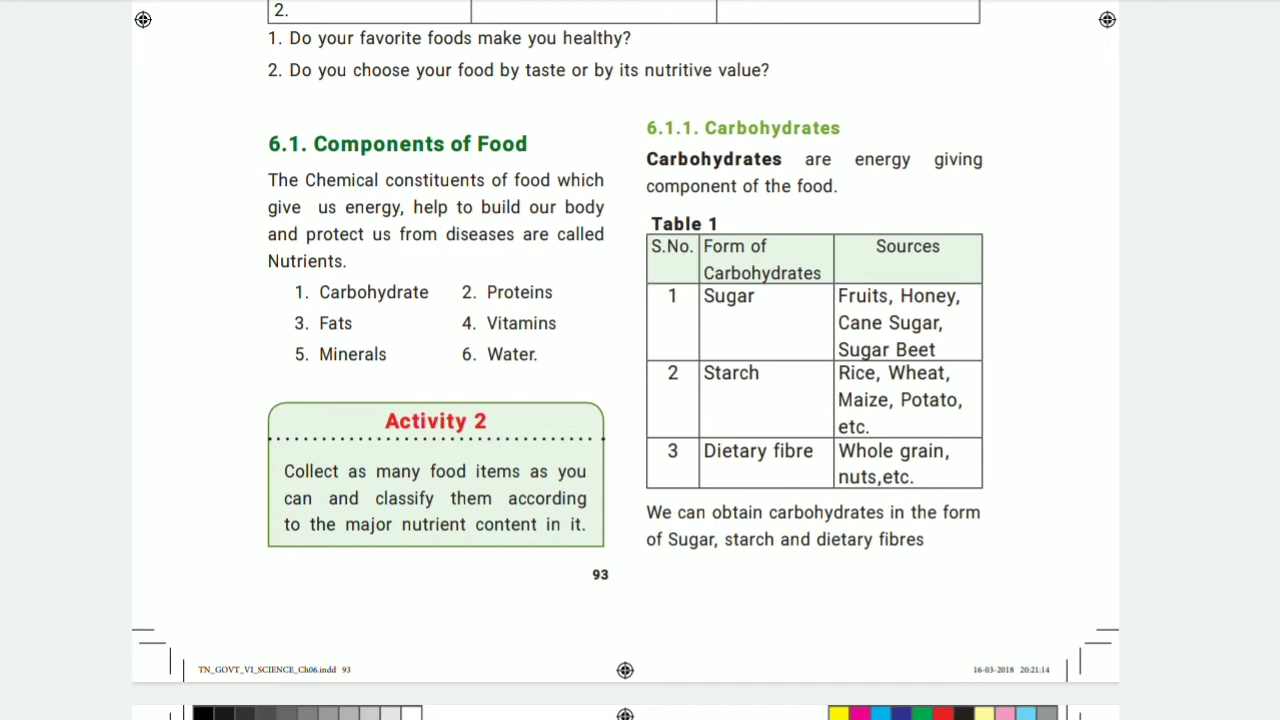 2.
1. Do your favorite foods make you healthy?
2. Do you choose your food by taste or by its nutritive value?
6.1. Components of Food
The Chemical constituents of food which
give us energy, help to build our body
and protect us from diseases are called
Nutrients.
1. Carbohydrate 2. Proteins
3. Fats 4. Vitamins
5. Minerals 6. Water.
Activity 2
Collect as many food items as you
can and classify them according
to the major nutrient content in it.
6.1.1. Carbohydrates
Carbohydrates are energy giving
component of the food.
Table 1
S.No. Form of Sources
Carbohydrates
1 Sugar Fruits, Honey,
Cane Sugar,
Sugar Beet
2 Starch Rice, Wheat,
Maize, Potato,
etc.
3 Dietary fibre Whole grain,
nuts,etc.
We can obtain carbohydrates in the form
of Sugar, starch and dietary fibres
93
TN_GOVT_VI_SCIENCE_Ch06.indd 93 16-03-2018 20:21:14